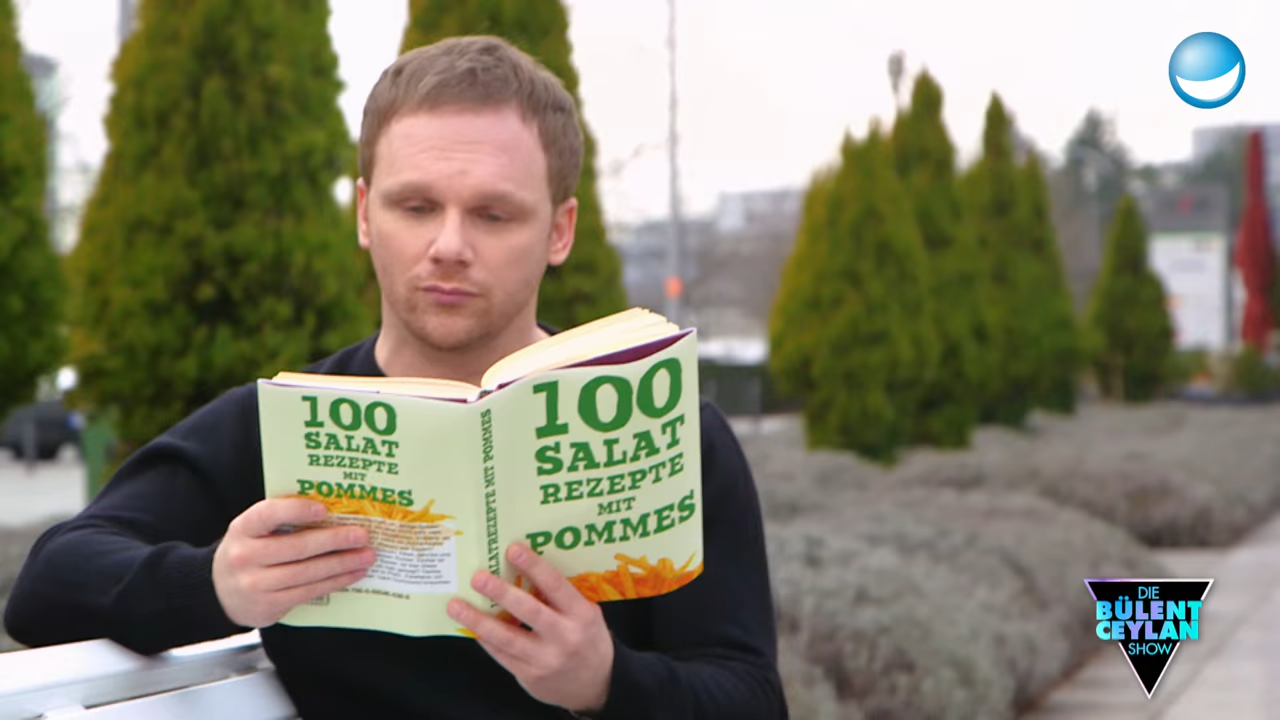 100
SALAT
REZEPTE
MIT
POMMES
SALATREZEPTE MIT POMMES
100
SALAT
REZEPTE
MIT
POMMES
DIE
BÜLENT
CEYLAN
SHOW